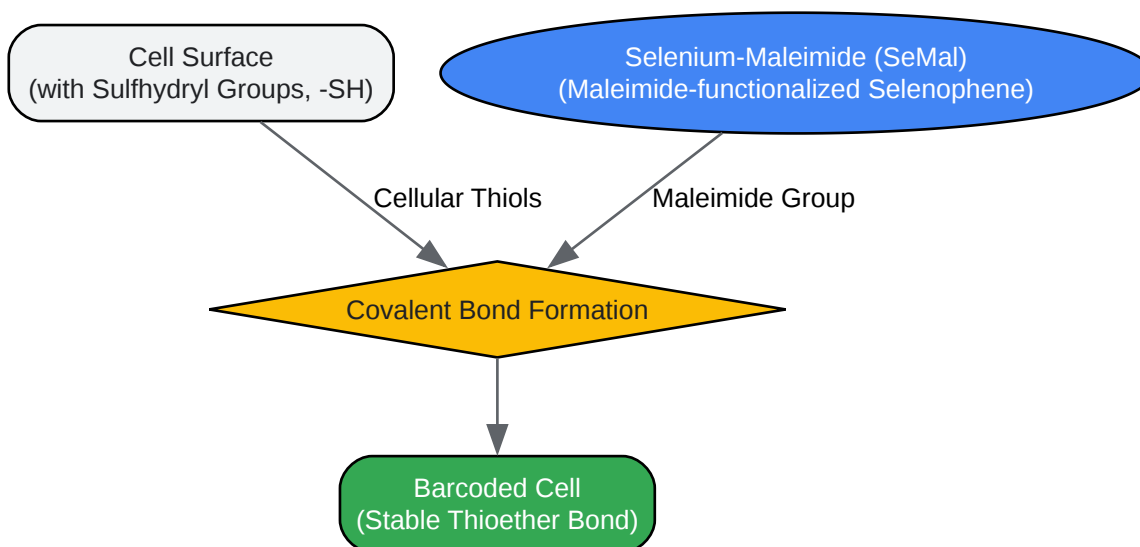 Cell Surface
(with Sulfhydryl Groups, -SH)
Selenium-Maleimide (SeMal)
(Maleimide-functionalized Selenophene)
Cellular Thiols
Maleimide Group
Covalent Bond Formation
Barcoded Cell
(Stable Thioether Bond)